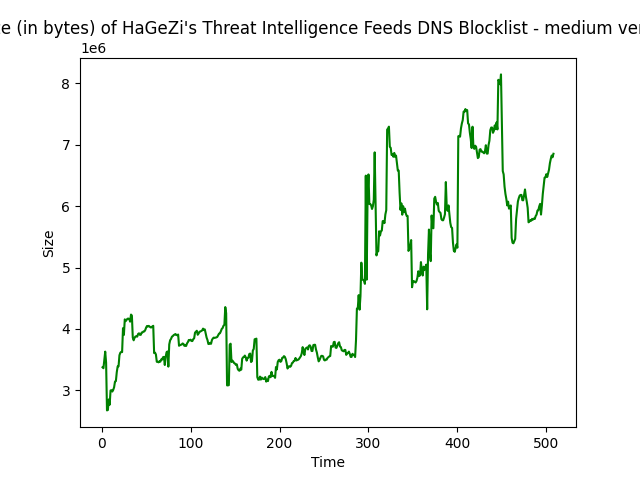 (in bytes) of HaGeZi's Threat Intelligence Feeds DNS Blocklist - medium
1e6
8
7
6
5
4
3
Size
0 100 200 300 400 500
Time